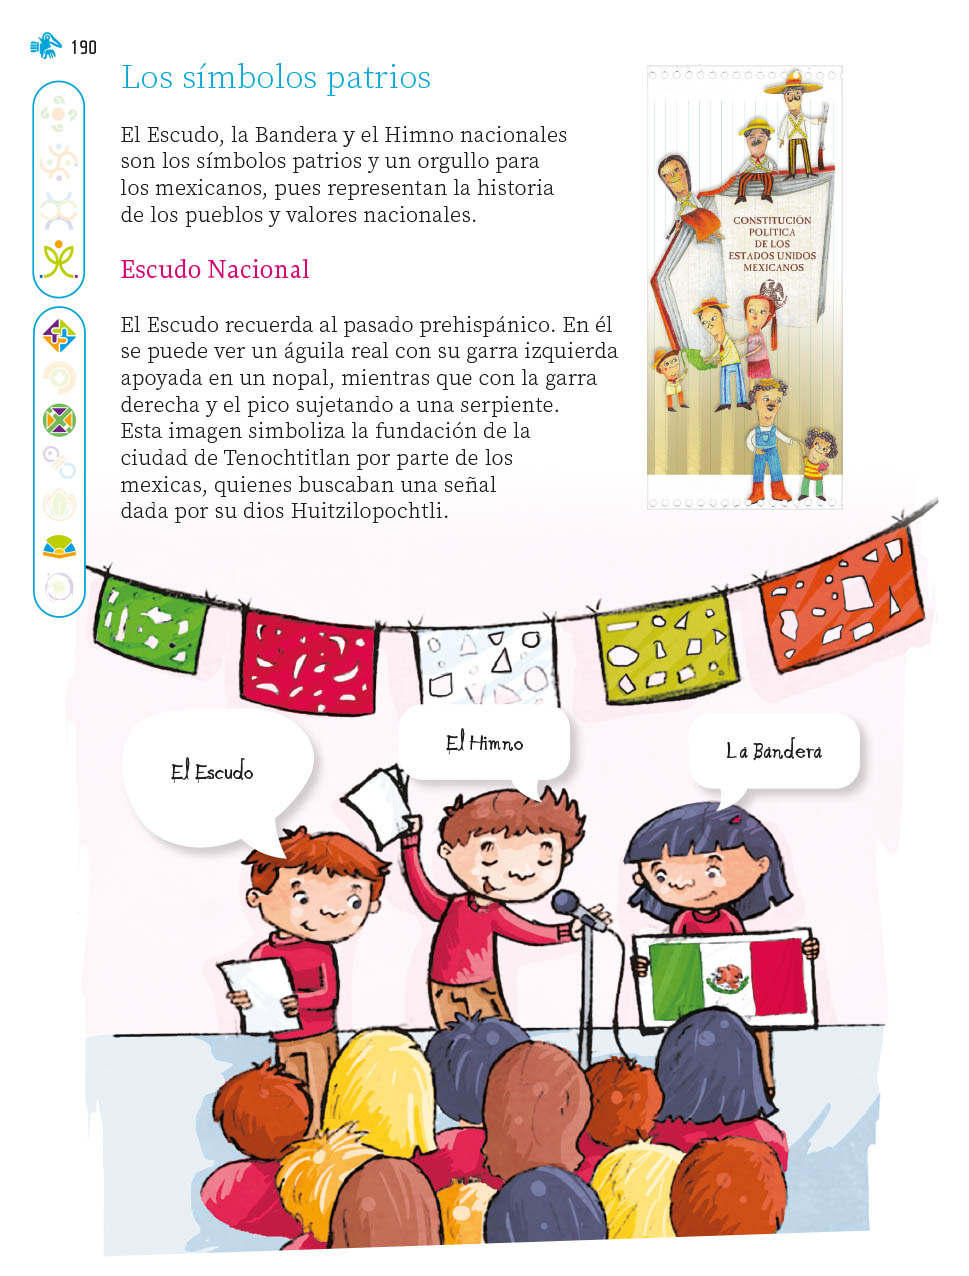 190
Los símbolos patrios
El Escudo, la Bandera y el Himno nacionales
son los símbolos patrios y un orgullo para
los mexicanos, pues representan la historia
de los pueblos y valores nacionales.
Escudo Nacional
El Escudo recuerda al pasado prehispánico. En él
se puede ver un águila real con su garra izquierda
apoyada en un nopal, mientras que con la garra
derecha y el pico sujetando a una serpiente.
Esta imagen simboliza la fundación de la
ciudad de Tenochtitlan por parte de los
mexicas, quienes buscaban una señal
dada por su dios Huitzilopochtli.
CONSTITUCIÓN
POLÍTICA
DE LOS
ESTADOS UNIDOS
MEXICANOS
El Escudo
El Himno
La Bandera